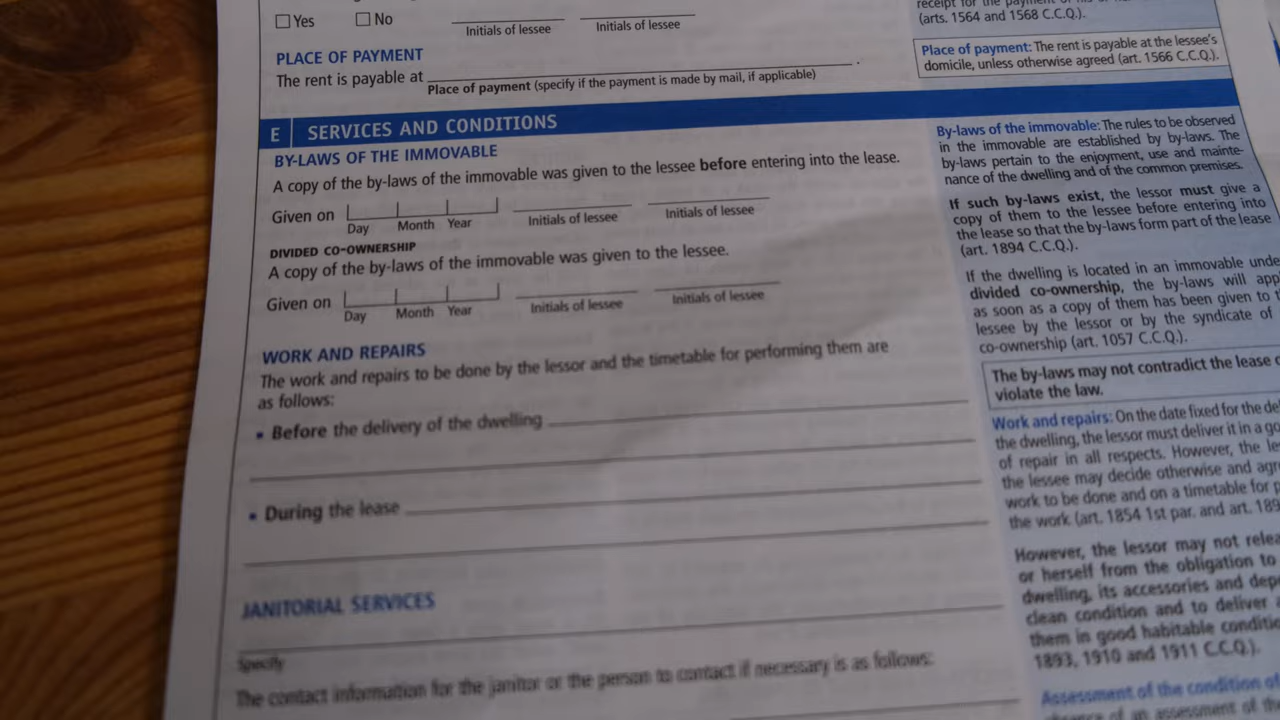 receipt for the payment of
Yes No
Initials of lessee Initials of lessee
(arts. 1564 and 1568 C.C.Q.).
PLACE OF PAYMENT
The rent is payable at .
Place of payment (specify if the payment is made by mail, if applicable)
Place of payment: The rent is payable at the lessee's
domicile, unless otherwise agreed (art. 1566 C.C.Q.).
E SERVICES AND CONDITIONS
BY-LAWS OF THE IMMOVABLE
A copy of the by-laws of the immovable was given to the lessee before entering into the lease.
Given on
Day Month Year Initials of lessee Initials of lessee
DIVIDED CO-OWNERSHIP
A copy of the by-laws of the immovable was given to the lessee.
Given on
Day Month Year Initials of lessee Initials of lessee
WORK AND REPAIRS
The work and repairs to be done by the lessor and the timetable for performing them are
as follows:
• Before the delivery of the dwelling
• During the lease
JANITORIAL SERVICES
Specify
The contact information for the janitor or the person to contact if necessary is as follows:
By-laws of the immovable: The rules to be observed
in the immovable are established by by-laws. The
by-laws pertain to the enjoyment, use and mainte-
nance of the dwelling and of the common premises.
If such by-laws exist, the lessor must give a
copy of them to the lessee before entering into
the lease so that the by-laws form part of the lease
(art. 1894 C.C.Q.).
If the dwelling is located in an immovable unde
divided co-ownership, the by-laws will app
as soon as a copy of them has been given to
lessee by the lessor or by the syndicate of
co-ownership (art. 1057 C.C.Q.).
The by-laws may not contradict the lease
violate the law.
Work and repairs: On the date fixed for the del
the dwelling, the lessor must deliver it in a go
of repair in all respects. However, the le
the lessee may decide otherwise and agr
work to be done and on a timetable for p
the work (art. 1854 1st par. and art. 189
However, the lessor may not relea
or herself from the obligation to
dwelling, its accessories and dep
clean condition and to deliver
them in good habitable conditio
1893, 1910 and 1911 C.C.Q.).
Assessment of the condition of
of an assessment of the